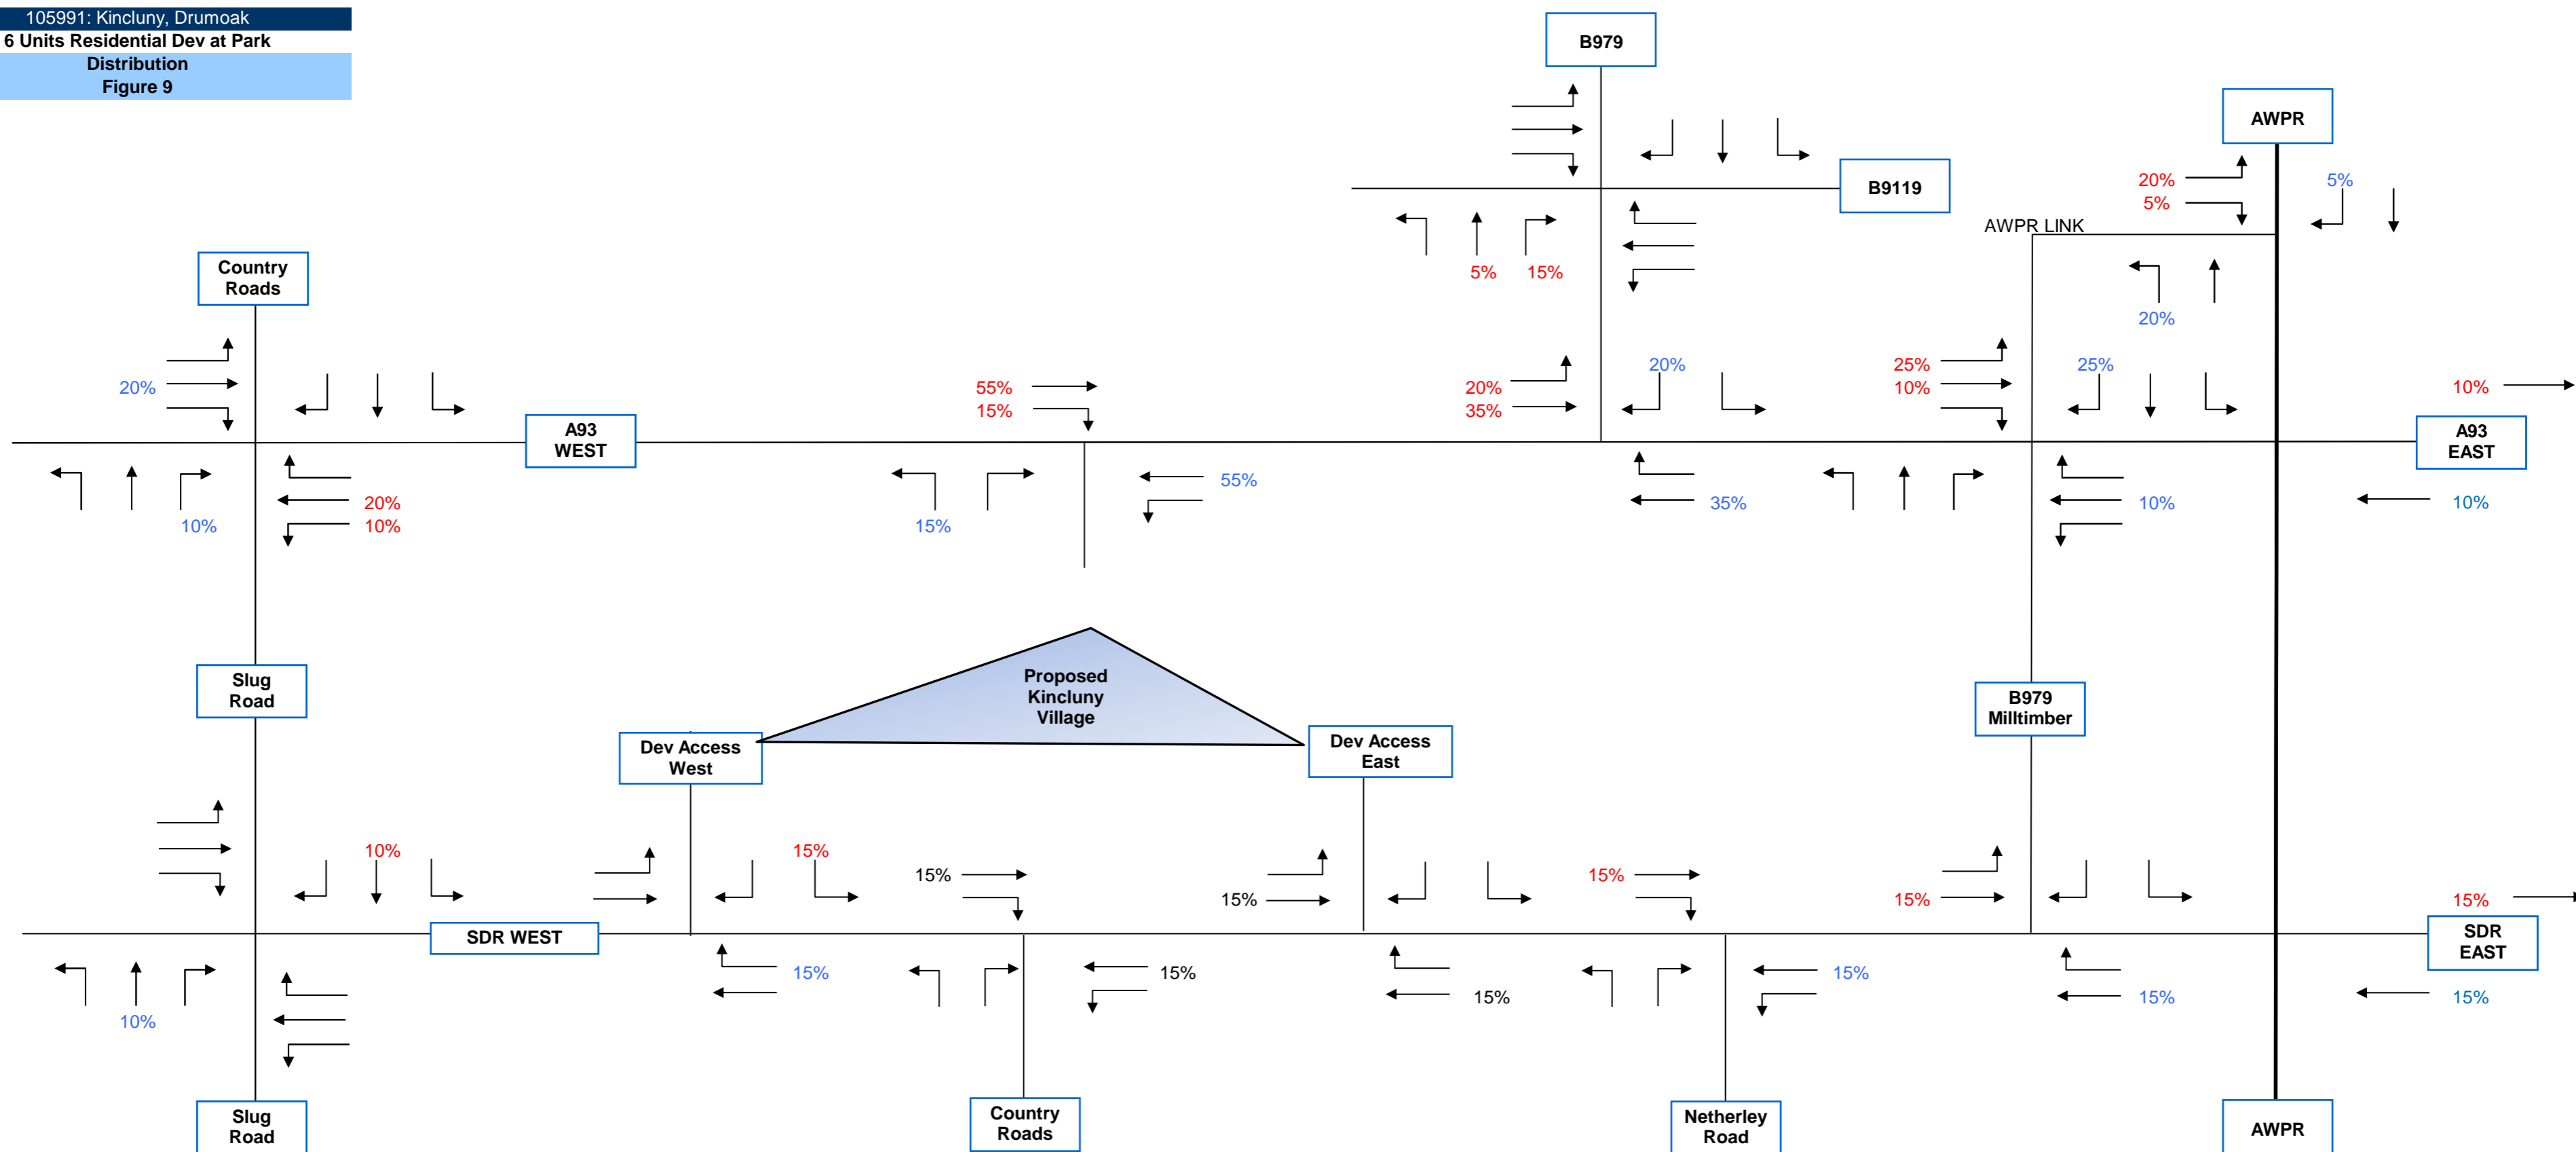 105991: Kincluny, Drumoak
6 Units Residential Dev at Park
Distribution
Figure 9
B979
AWPR
B9119
20%
5%
5%
AWPR LINK
5%
15%
20%
Country
Roads
20%
55%
15%
20%
35%
20%
25%
10%
25%
10%
A93
WEST
A93
EAST
10%
20%
10%
15%
55%
35%
10%
10%
Slug
Road
Proposed
Kincluny
Village
B979
Milltimber
Dev Access
West
Dev Access
East
10%
15%
15%
15%
15%
15%
15%
SDR WEST
SDR
EAST
10%
15%
15%
15%
15%
15%
15%
Slug
Road
Country
Roads
Netherley
Road
AWPR